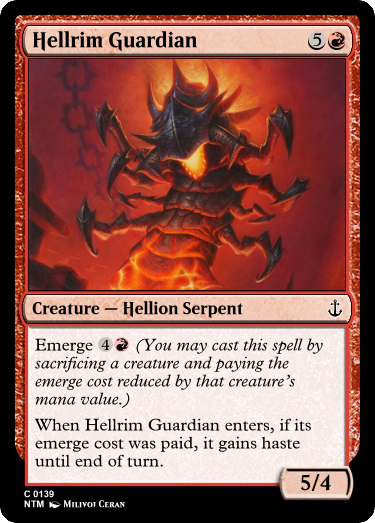 Hellrim Guardian 5
Creature — Hellion Serpent
Emerge 4 (You may cast this spell by
sacrificing a creature and paying the
emerge cost reduced by that creature's
mana value.)
When Hellrim Guardian enters, if its
emerge cost was paid, it gains haste
until end of turn.
5/4
C 0139
NTM Milivoj Ceran